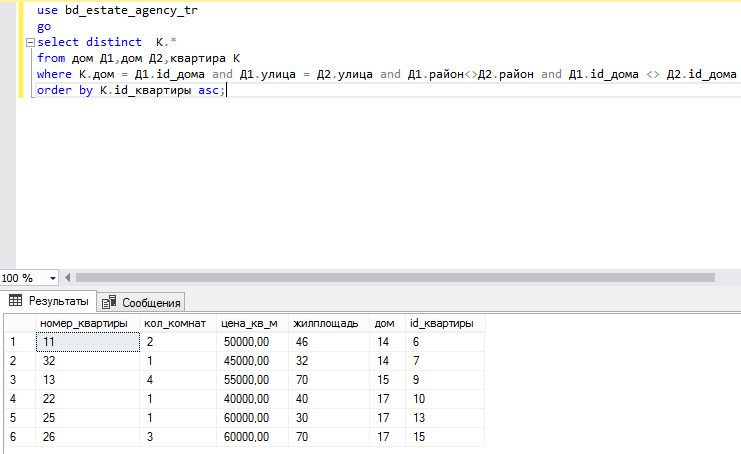 use bd_estate_agency_tr
go
select distinct  К.*
from дом Д1,дом Д2,квартира К
where К.дом = Д1.id_дома and Д1.улица = Д2.улица and Д1.район<>Д2.район and Д1.id_дома <> Д2.id_дома
order by К.id_квартиры asc;
100 %
Результаты Сообщения
номер_квартиры кол_комнат цена_кв_м жилплощадь дом id_квартиры
1 11 2 50000,00 46 14 6
2 32 1 45000,00 32 14 7
3 13 4 55000,00 70 15 9
4 22 1 40000,00 40 17 10
5 25 1 60000,00 30 17 13
6 26 3 60000,00 70 17 15